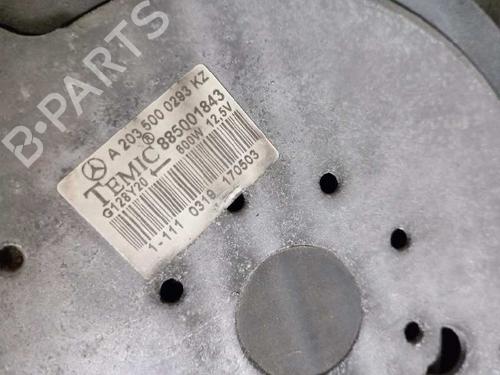 B-PARTS
A 203 500 0293 KZ
TEMIC® 885001843
G128Y20 ← 600W 12,5V
1-111 0319 170503